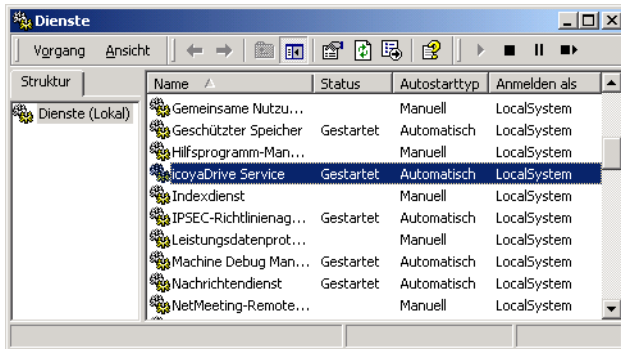 Dienste
Vorgang Ansicht
Struktur
Dienste (Lokal)
Name Status Autostarttyp Anmelden als
Gemeinsame Nutzu... Manuell LocalSystem
Geschützter Speicher Gestartet Automatisch LocalSystem
Hilfsprogramm-Man... Manuell LocalSystem
icoyaDrive Service Gestartet Automatisch LocalSystem
Indexdienst Manuell LocalSystem
IPSEC-Richtlinienag... Gestartet Automatisch LocalSystem
Leistungsdatenprot... Manuell LocalSystem
Machine Debug Man... Gestartet Automatisch LocalSystem
Nachrichtendienst Gestartet Automatisch LocalSystem
NetMeeting-Remote... Manuell LocalSystem